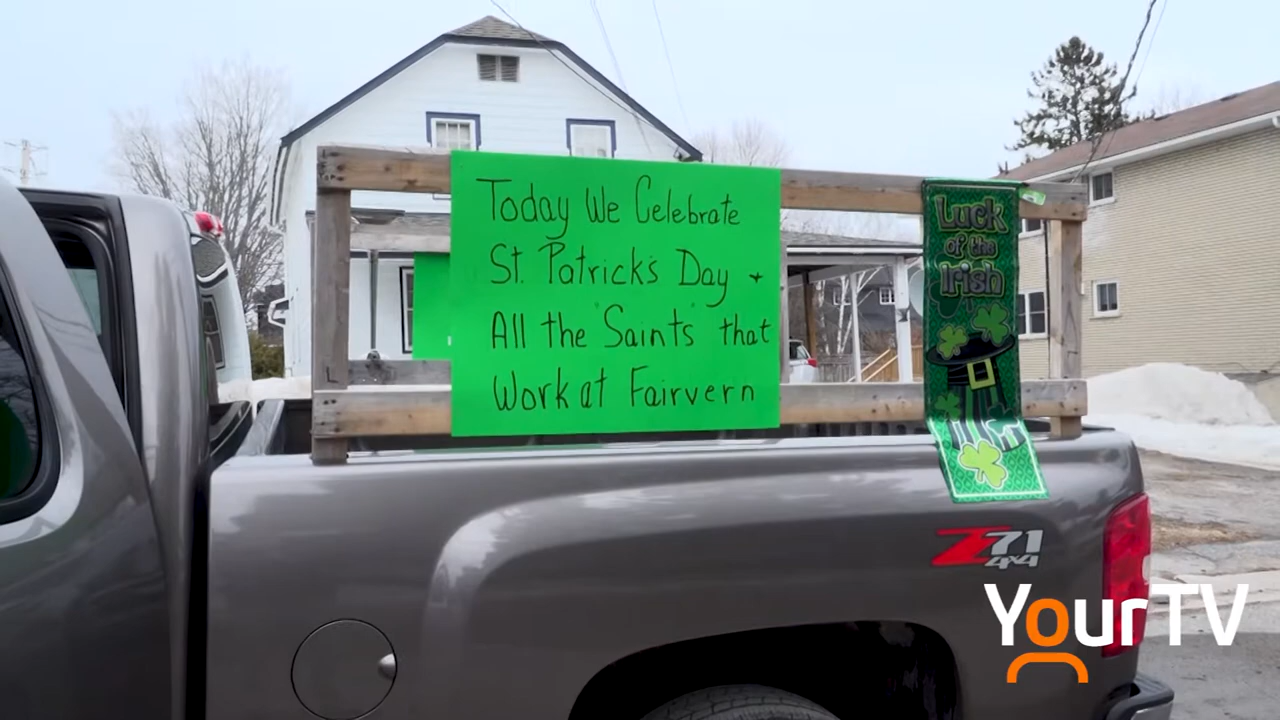 Today We Celebrate
St. Patrick's Day +
All the "Saints" that
Work at Fairvern
Luck
of the
Irish
Z71
4x4
YourTV